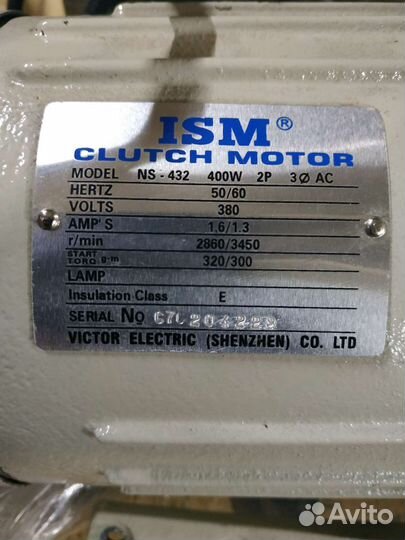 ISM ®
CLUTCH MOTOR
MODEL NS-432 400W 2P 3Ø AC
HERTZ 50/60
VOLTS 380
AMP'S 1.6/1.3
r/min 2860/3450
START TORQ g-m 320/300
LAMP
Insulation Class E
SERIAL No
VICTOR ELECTRIC (SHENZHEN) CO. LTD
Avito